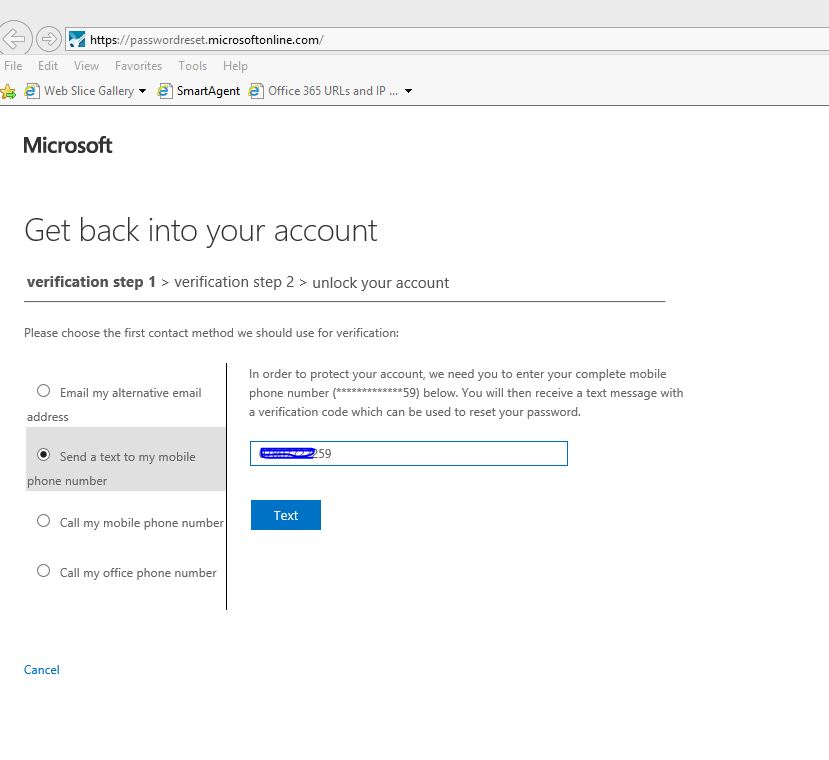 https://passwordreset.microsoftonline.com/
File Edit View Favorites Tools Help
Web Slice Gallery SmartAgent Office 365 URLs and IP ...
Microsoft
Get back into your account
verification step 1 > verification step 2 > unlock your account
Please choose the first contact method we should use for verification:
Email my alternative email
address
Send a text to my mobile
phone number
Call my mobile phone number
Call my office phone number
In order to protect your account, we need you to enter your complete mobile
phone number (*************59) below. You will then receive a text message with
a verification code which can be used to reset your password.
259
Text
Cancel